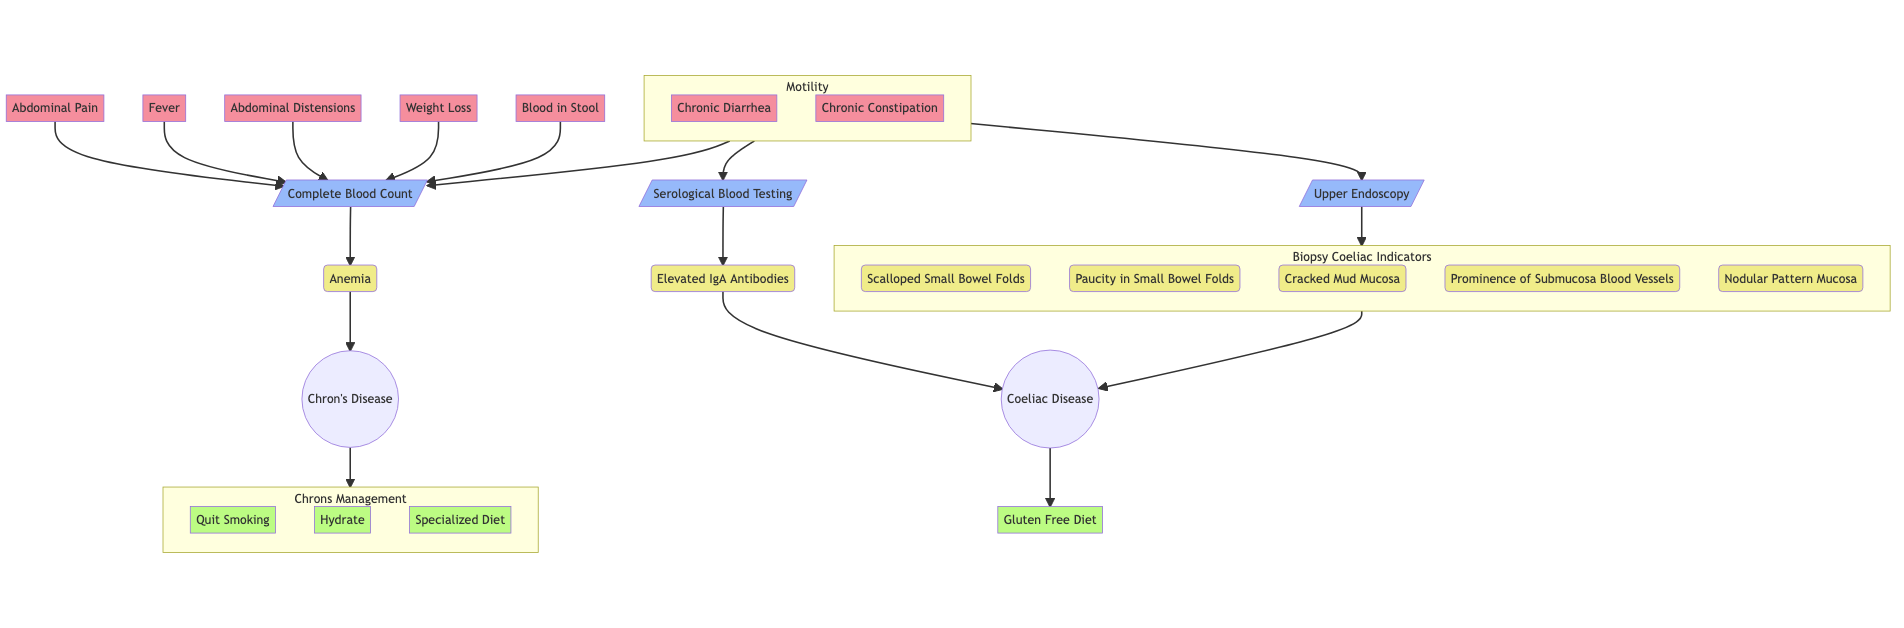 Motility
Abdominal Pain
Fever
Abdominal Distensions
Weight Loss
Blood in Stool
Chronic Diarrhea
Chronic Constipation
Complete Blood Count
Serological Blood Testing
Upper Endoscopy
Biopsy Coeliac Indicators
Anemia
Elevated IgA Antibodies
Scalloped Small Bowel Folds
Paucity in Small Bowel Folds
Cracked Mud Mucosa
Prominence of Submucosa Blood Vessels
Nodular Pattern Mucosa
Chron's Disease
Coeliac Disease
Chrons Management
Quit Smoking
Hydrate
Specialized Diet
Gluten Free Diet